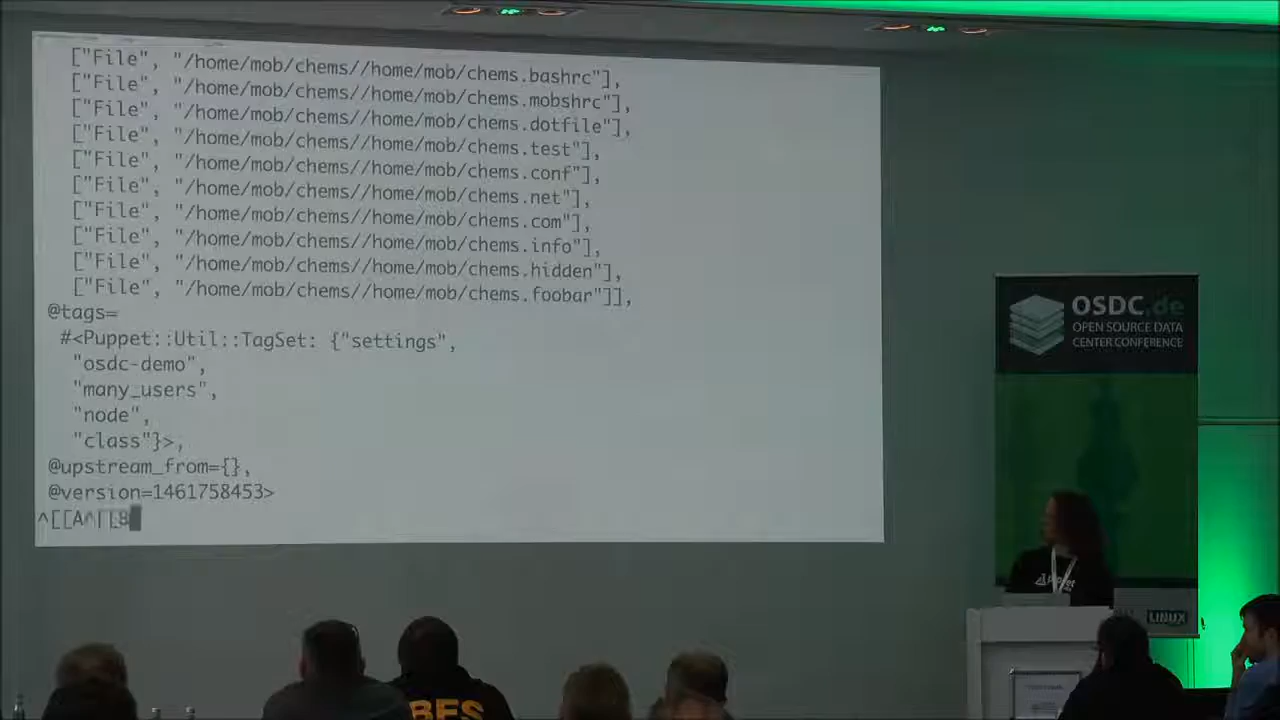 ["File", "/home/mob/chems//home/mob/chems.bashrc"],
["File", "/home/mob/chems//home/mob/chems.mobshrc"],
["File", "/home/mob/chems//home/mob/chems.dotfile"],
["File", "/home/mob/chems//home/mob/chems.test"],
["File", "/home/mob/chems//home/mob/chems.conf"],
["File", "/home/mob/chems//home/mob/chems.net"],
["File", "/home/mob/chems//home/mob/chems.com"],
["File", "/home/mob/chems//home/mob/chems.info"],
["File", "/home/mob/chems//home/mob/chems.hidden"],
["File", "/home/mob/chems//home/mob/chems.foobar"]],
@tags=
#<Puppet::Util::TagSet: {"settings",
"osdc-demo",
"many_users",
"node",
"class"}>,
@upstream_from={},
@version=1461758453>
^[[A^[[B
OSDC.de
OPEN SOURCE DATA
CENTER CONFERENCE
LINUX
BES